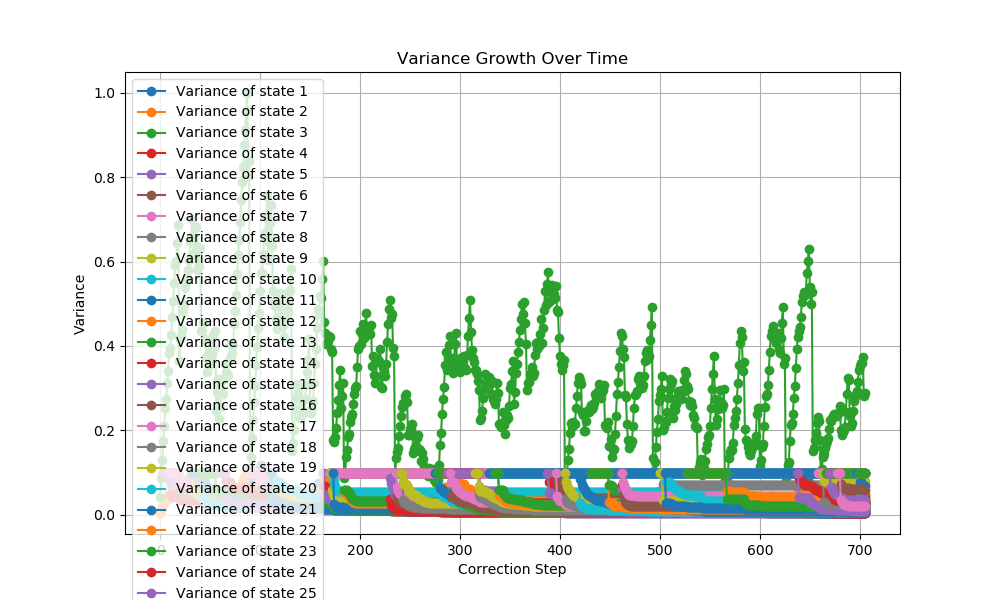 Variance Growth Over Time
Variance
1.0
0.8
0.6
0.4
0.2
0.0
Variance of state 1
Variance of state 2
Variance of state 3
Variance of state 4
Variance of state 5
Variance of state 6
Variance of state 7
Variance of state 8
Variance of state 9
Variance of state 10
Variance of state 11
Variance of state 12
Variance of state 13
Variance of state 14
Variance of state 15
Variance of state 16
Variance of state 17
Variance of state 18
Variance of state 19
Variance of state 20
Variance of state 21
Variance of state 22
Variance of state 23
Variance of state 24
Variance of state 25
200 300 400 500 600 700
Correction Step